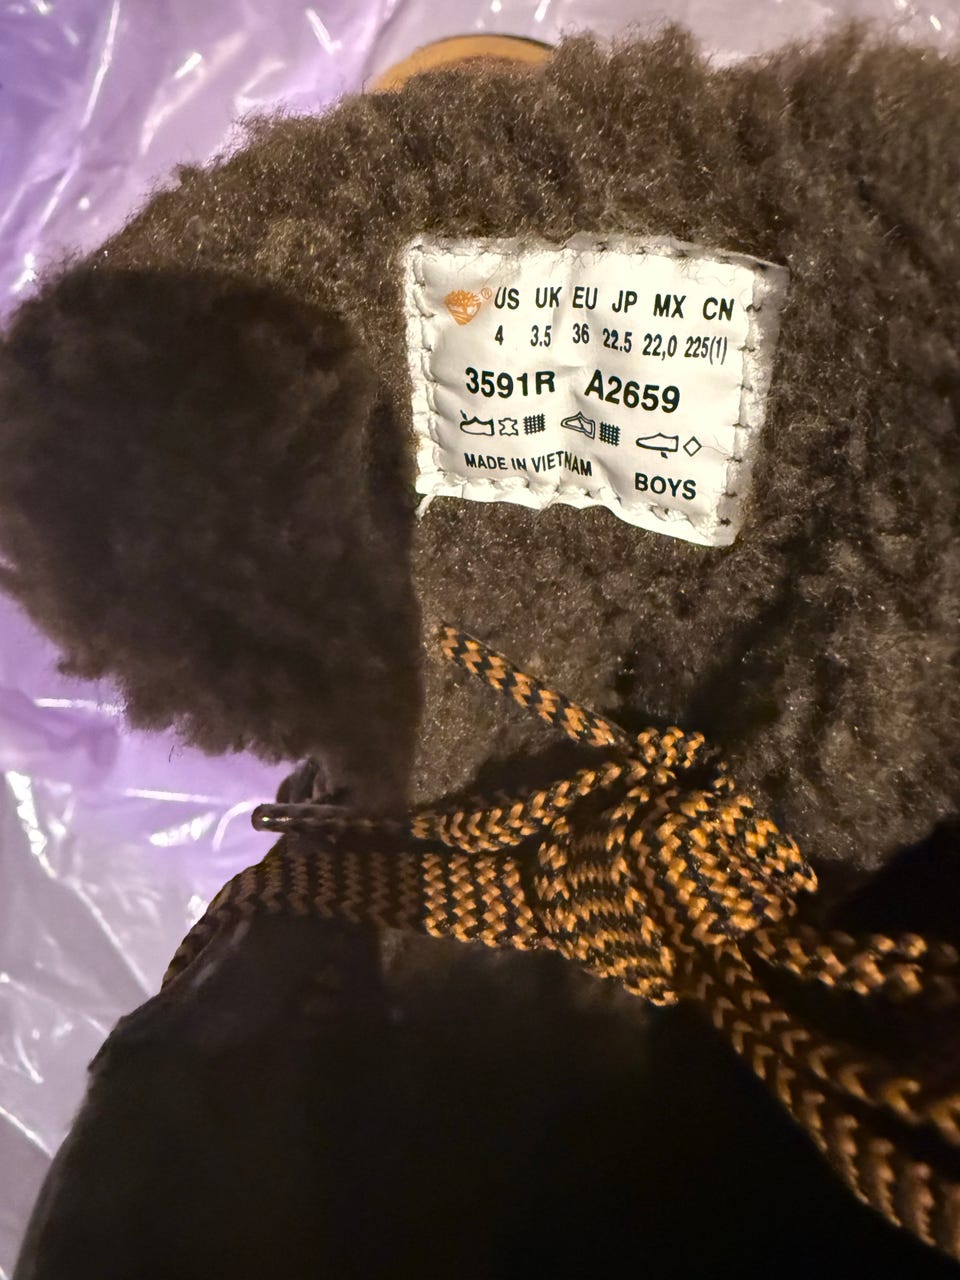 ® US UK EU JP MX CN
4 3.5 36 22.5 22,0 225(1)
3591R A2659
MADE IN VIETNAM BOYS